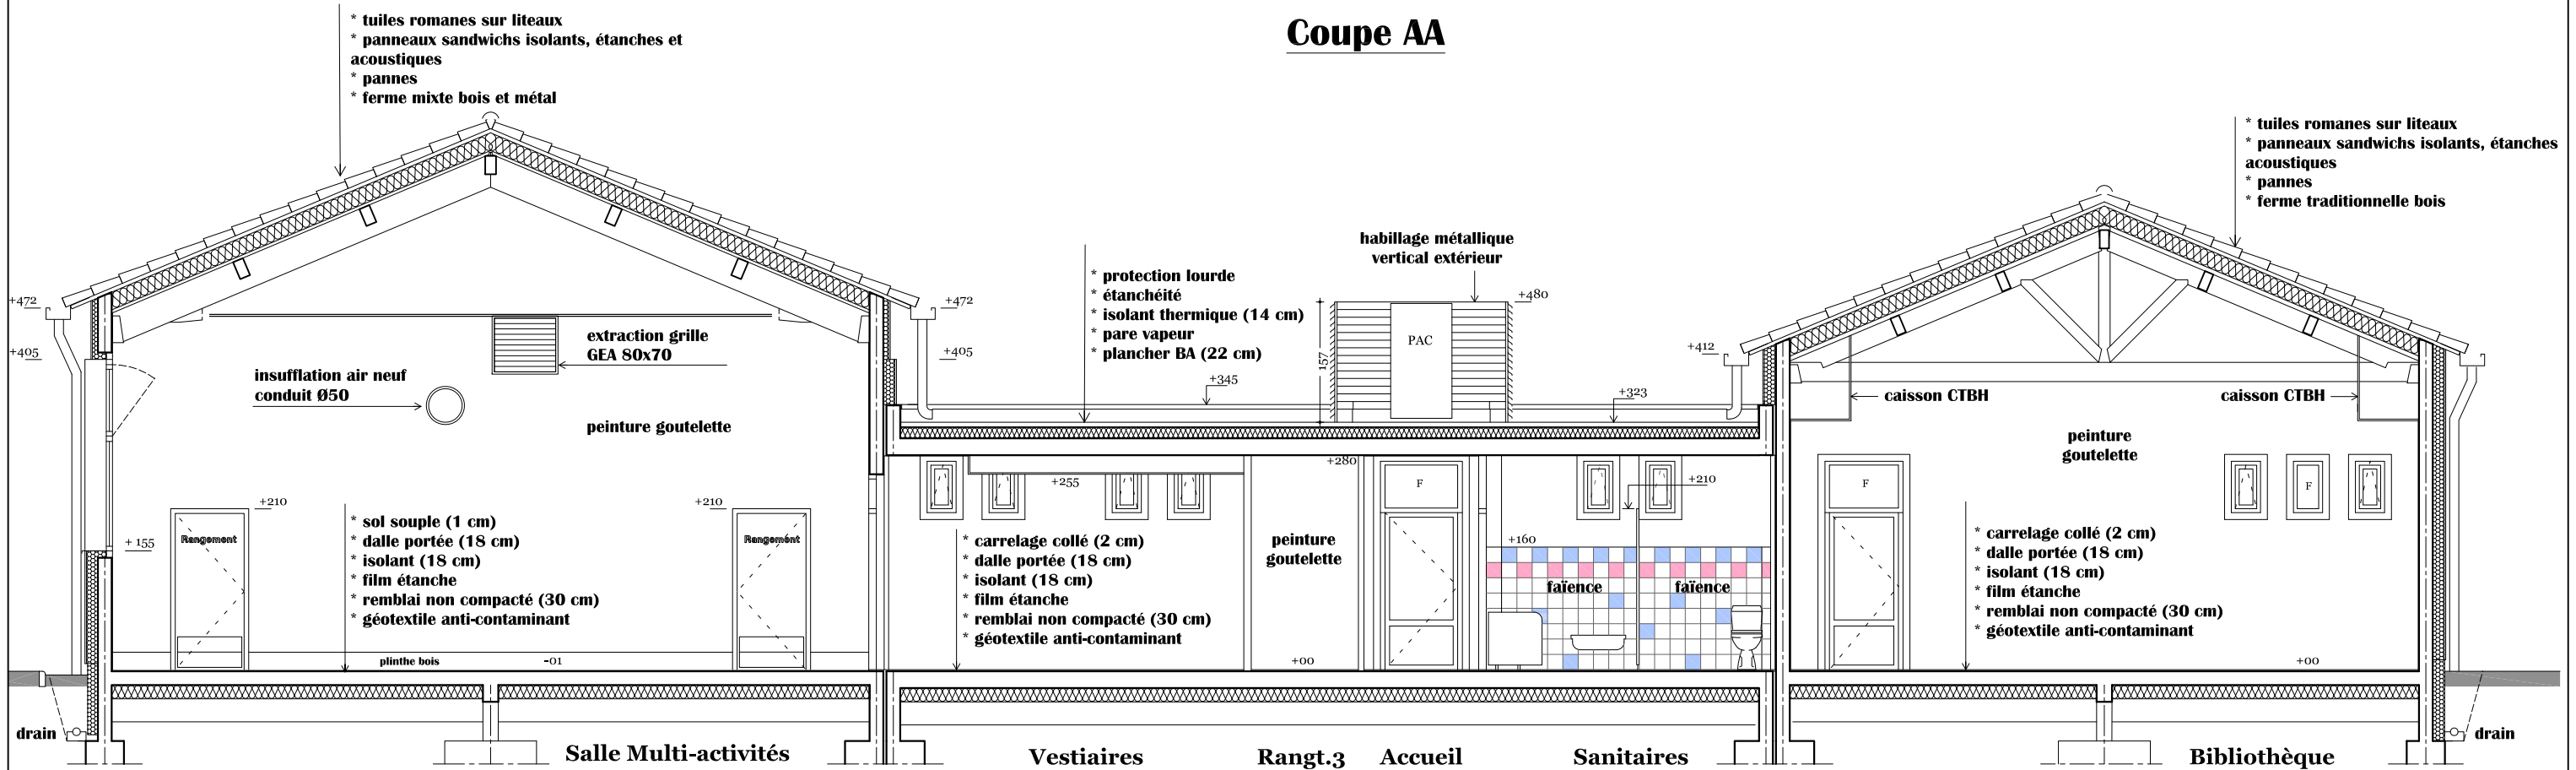 Coupe AA
* tuiles romanes sur liteaux
* panneaux sandwichs isolants, étanches et
acoustiques
* pannes
* ferme mixte bois et métal
* tuiles romanes sur liteaux
* panneaux sandwichs isolants, étanches
acoustiques
* pannes
* ferme traditionnelle bois
habillage métallique
vertical extérieur
* protection lourde
* étanchéité
* isolant thermique (14 cm)
* pare vapeur
* plancher BA (22 cm)
+472
+472
+480
+405
+405
+412
157
PAC
+345
+323
extraction grille
GEA 80x70
insufflation air neuf
conduit Ø50
peinture goutelette
caisson CTBH
caisson CTBH
peinture
goutelette
+280
+255
+210
F
F
F
+210
+210
+ 155
Rangement
Rangement
* sol souple (1 cm)
* dalle portée (18 cm)
* isolant (18 cm)
* film étanche
* remblai non compacté (30 cm)
* géotextile anti-contaminant
* carrelage collé (2 cm)
* dalle portée (18 cm)
* isolant (18 cm)
* film étanche
* remblai non compacté (30 cm)
* géotextile anti-contaminant
peinture
goutelette
+160
faïence
faïence
* carrelage collé (2 cm)
* dalle portée (18 cm)
* isolant (18 cm)
* film étanche
* remblai non compacté (30 cm)
* géotextile anti-contaminant
plinthe bois
-01
+00
+00
drain
drain
Salle Multi-activités
Vestiaires
Rangt.3
Accueil
Sanitaires
Bibliothèque